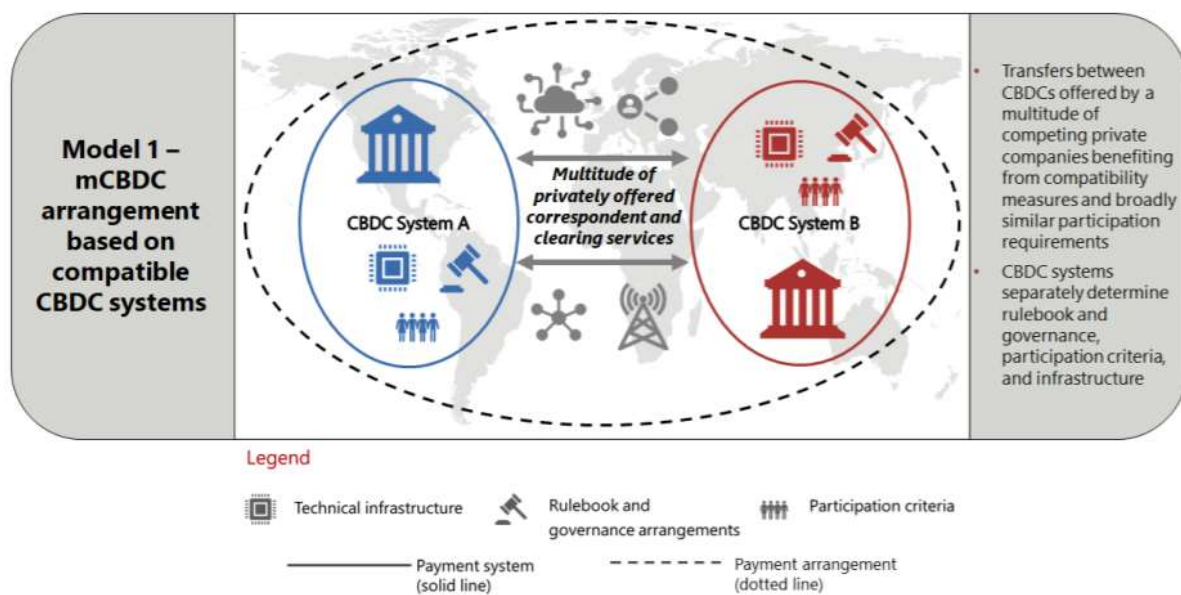 Model 1 –
mCBDC
arrangement
based on
compatible
CBDC systems
CBDC System A
Multitude of
privately offered
correspondent and
clearing services
CBDC System B
• Transfers between
CBDCs offered by a
multitude of
competing private
companies benefiting
from compatibility
measures and broadly
similar participation
requirements
• CBDC systems
separately determine
rulebook and
governance,
participation criteria,
and infrastructure
Legend
Technical infrastructure
Rulebook and
governance arrangements
Participation criteria
Payment system
(solid line)
Payment arrangement
(dotted line)